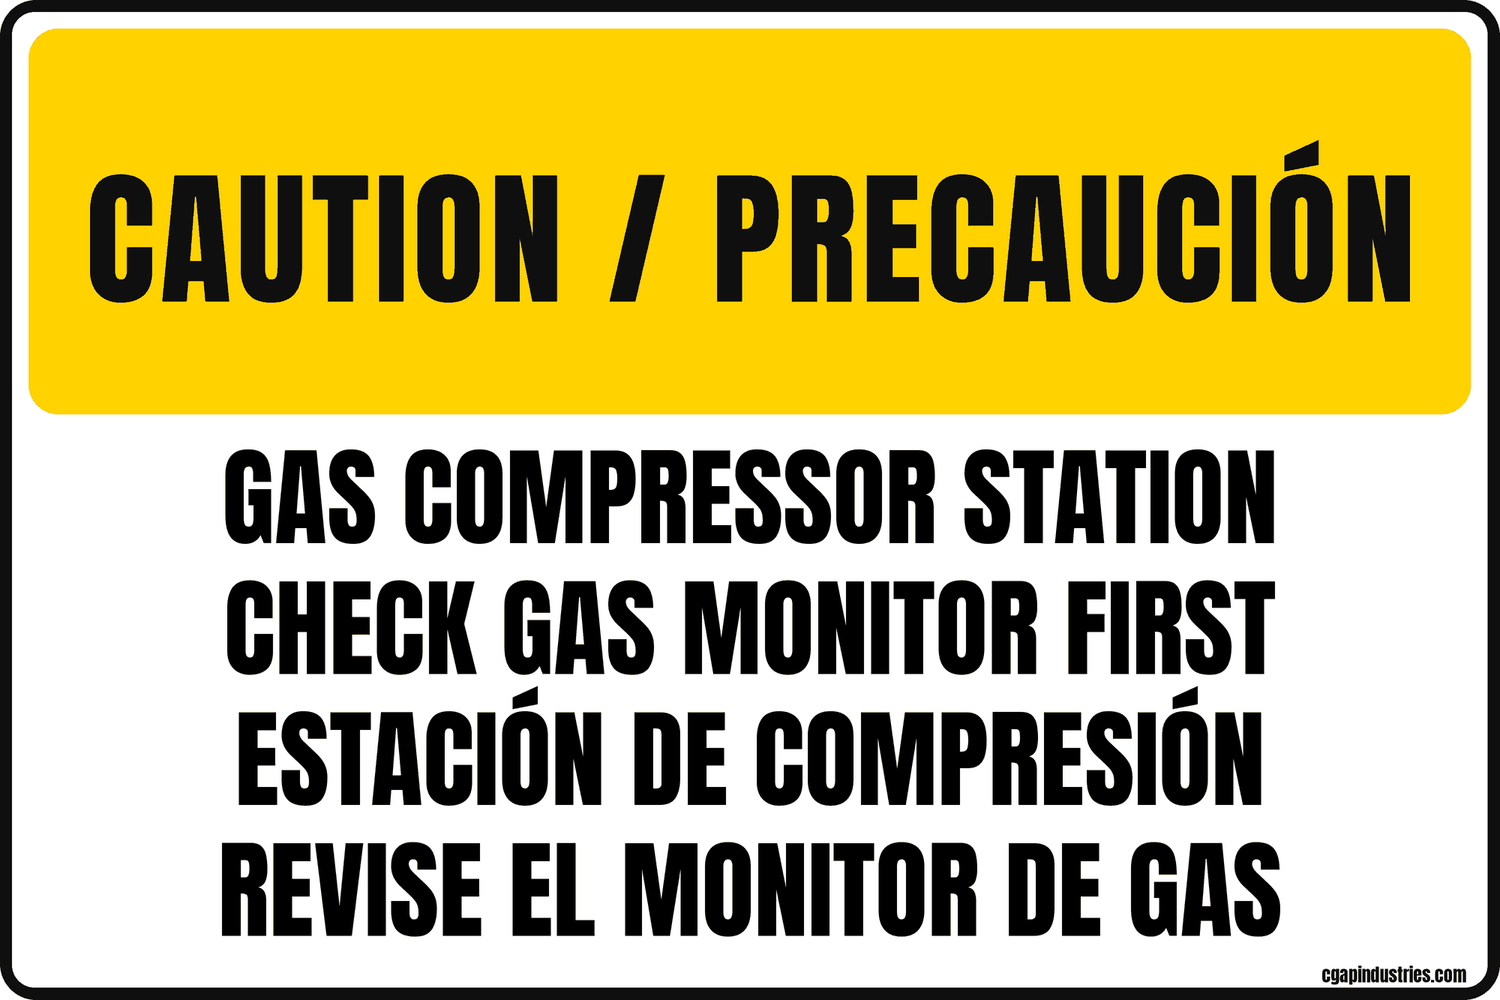 CAUTION / PRECAUCIÓN
GAS COMPRESSOR STATION
CHECK GAS MONITOR FIRST
ESTACIÓN DE COMPRESIÓN
REVISE EL MONITOR DE GAS
cgapindustries.com